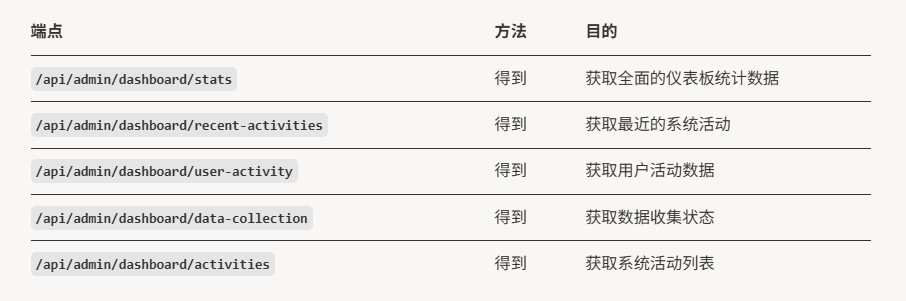 端点 方法 目的
/api/admin/dashboard/stats 得到 获取全面的仪表板统计数据
/api/admin/dashboard/recent-activities 得到 获取最近的系统活动
/api/admin/dashboard/user-activity 得到 获取用户活动数据
/api/admin/dashboard/data-collection 得到 获取数据收集状态
/api/admin/dashboard/activities 得到 获取系统活动列表